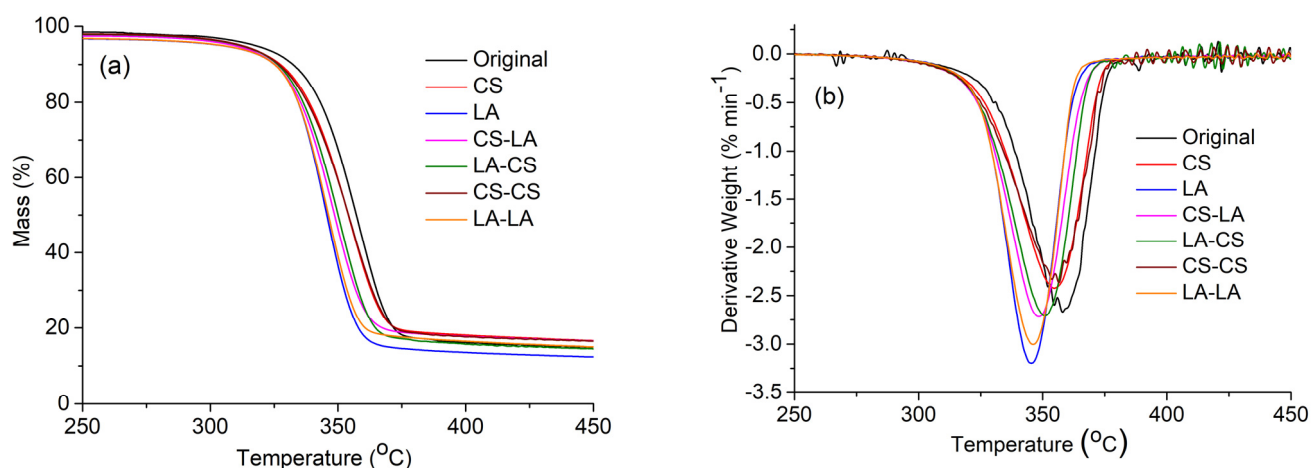 (a)
Mass (%)
100
80
60
40
20
0
250
300
350
400
450
Temperature (°C)
Original
CS
LA
CS-LA
LA-CS
CS-CS
LA-LA
(b)
Derivative Weight (% min⁻¹)
0.0
-0.5
-1.0
-1.5
-2.0
-2.5
-3.0
-3.5
250
300
350
400
450
Temperature (°C)
Original
CS
LA
CS-LA
LA-CS
CS-CS
LA-LA